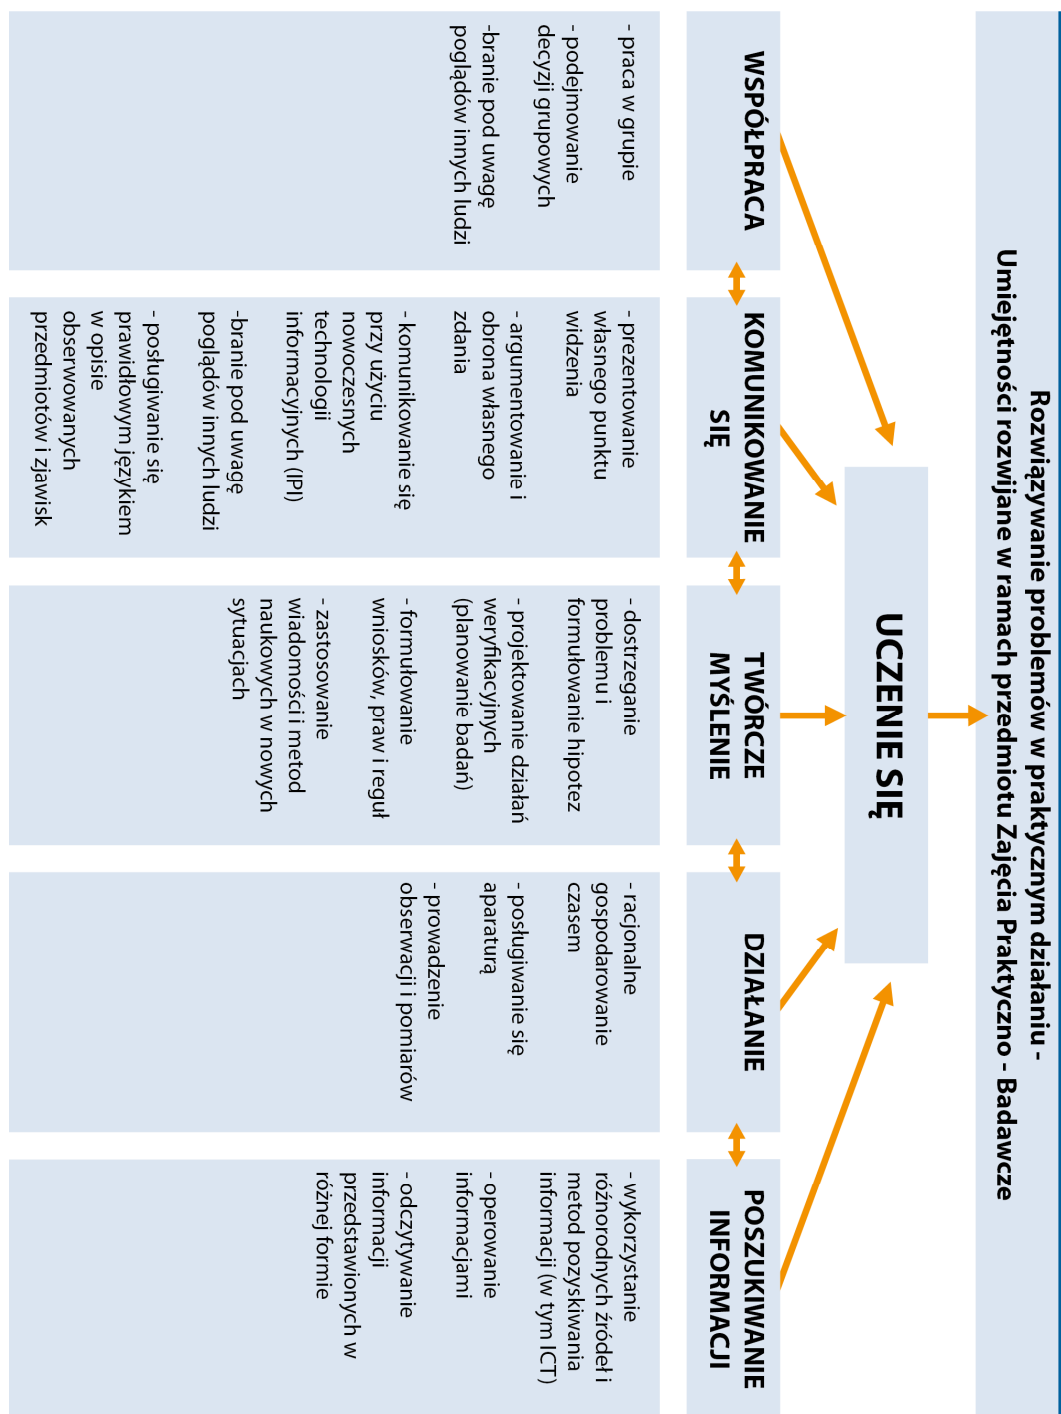 Rozwiązywanie problemów w praktycznym działaniu -
Umiejętności rozwijane w ramach przedmiotu Zajęcia Praktyczno - Badawcze
UCZENIE SIĘ
WSPÓŁPRACA
- praca w grupie
- podejmowanie
decyzji grupowych
-branie pod uwagę
poglądów innych ludzi
KOMUNIKOWANIE
SIĘ
- prezentowanie
własnego punktu
widzenia
- argumentowanie i
obrona własnego
zdania
- komunikowanie się
przy użyciu
nowoczesnych
technologii
informacyjnych (IPI)
-branie pod uwagę
poglądów innych ludzi
- posługiwanie się
prawidłowym językiem
w opisie
obserwowanych
przedmiotów i zjawisk
TWÓRCZE
MYŚLENIE
- dostrzeganie
problemu i
formułowanie hipotez
- projektowanie działań
weryfikacyjnych
(planowanie badań)
- formułowanie
wniosków, praw i reguł
- zastosowanie
wiadomości i metod
naukowych w nowych
sytuacjach
DZIAŁANIE
- racjonalne
gospodarowanie
czasem
- posługiwanie się
aparaturą
- prowadzenie
obserwacji i pomiarów
POSZUKIWANIE
INFORMACJI
- wykorzystanie
różnorodnych źródeł i
metod pozyskiwania
informacji (w tym ICT)
- operowanie
informacjami
- odczytywanie
informacji
przedstawionych w
różnej formie